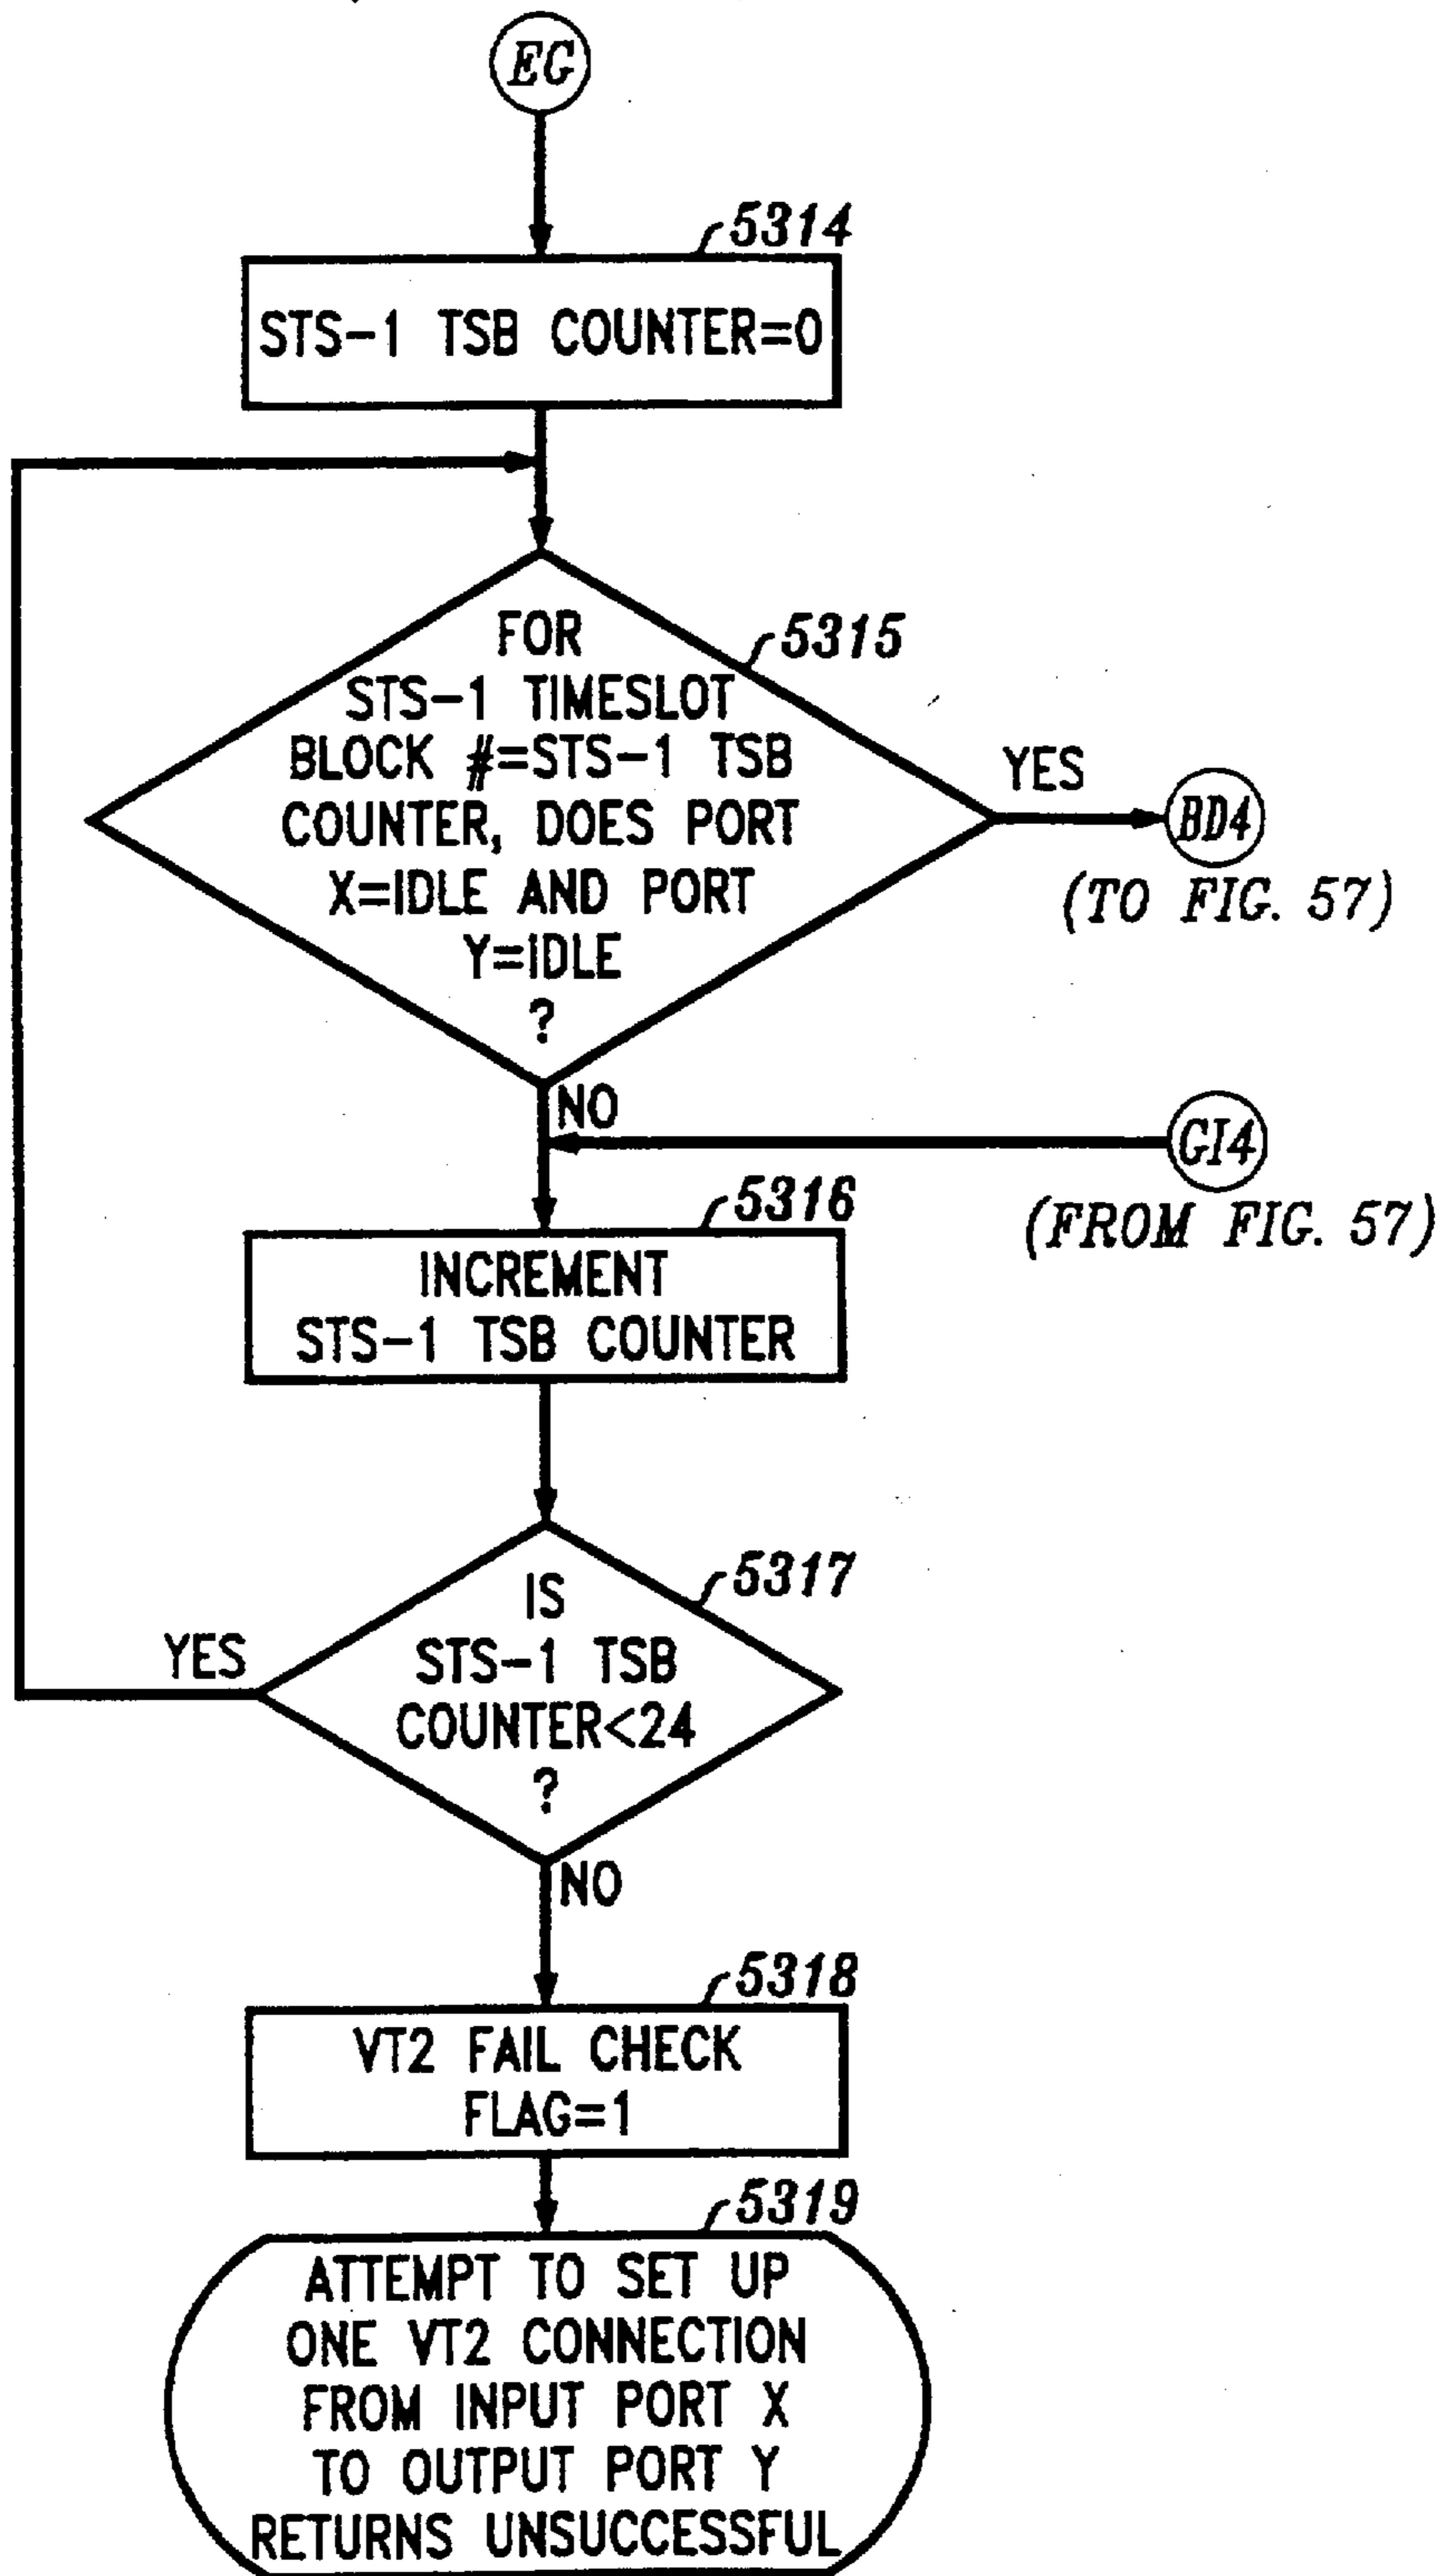 EG
5314
STS-1 TSB COUNTER=0
FOR
5315
STS-1 TIMESLOT
BLOCK #=STS-1 TSB
COUNTER, DOES PORT
X=IDLE AND PORT
Y=IDLE
?
YES
BD4
(TO FIG. 57)
NO
GI4
(FROM FIG. 57)
5316
INCREMENT
STS-1 TSB COUNTER
5317
IS
STS-1 TSB
COUNTER<24
?
YES
NO
5318
VT2 FAIL CHECK
FLAG=1
5319
ATTEMPT TO SET UP
ONE VT2 CONNECTION
FROM INPUT PORT X
TO OUTPUT PORT Y
RETURNS UNSUCCESSFUL